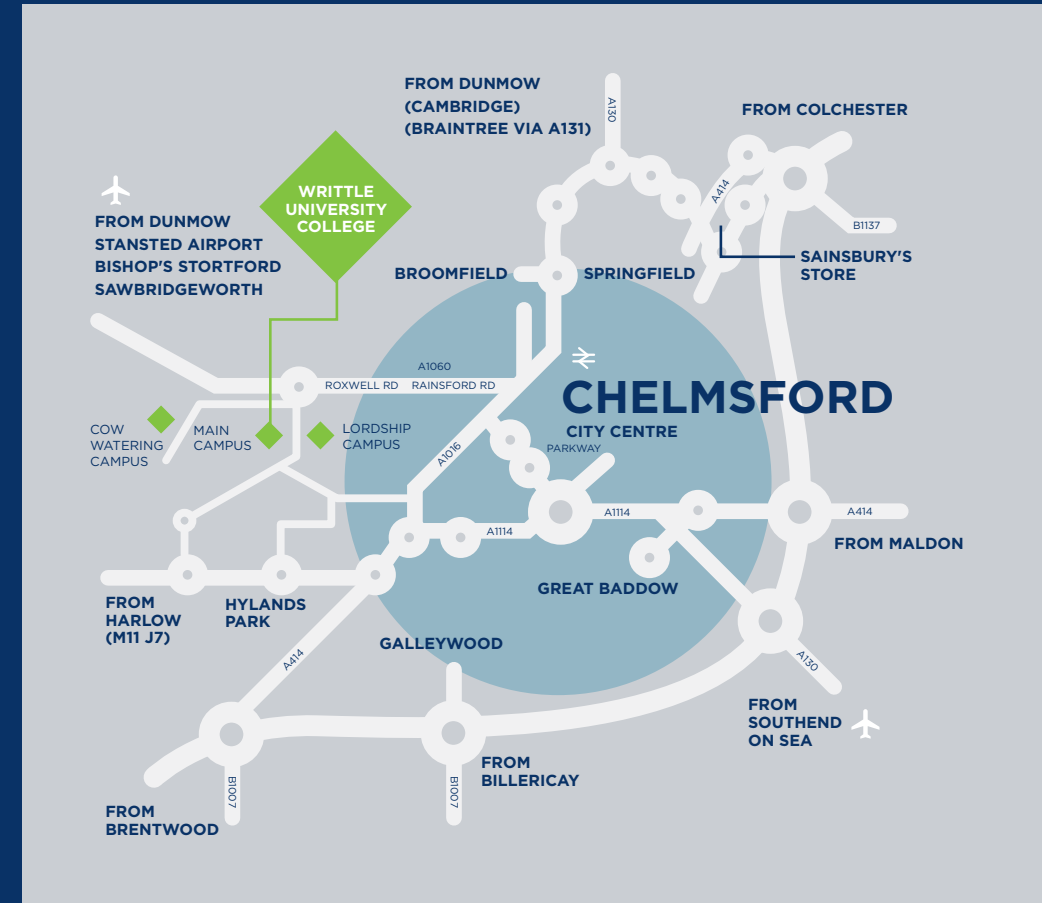 FROM DUNMOW
(CAMBRIDGE)
(BRAINTREE VIA A131)
A130
FROM COLCHESTER
WRITTLE
UNIVERSITY
COLLEGE
A414
FROM DUNMOW
STANSTED AIRPORT
BISHOP'S STORTFORD
SAWBRIDGEWORTH
B1137
SAINSBURY'S
STORE
BROOMFIELD
SPRINGFIELD
A1060
ROXWELL RD
RAINSFORD RD
CHELMSFORD
CITY CENTRE
PARKWAY
COW
WATERING
CAMPUS
MAIN
CAMPUS
LORDSHIP
CAMPUS
A1016
A1114
A1114
A414
FROM MALDON
GREAT BADDOW
FROM
HARLOW
(M11 J7)
HYLANDS
PARK
GALLEYWOOD
A414
A130
FROM
SOUTHEND
ON SEA
FROM
BILLERICAY
B1007
B1007
FROM
BRENTWOOD